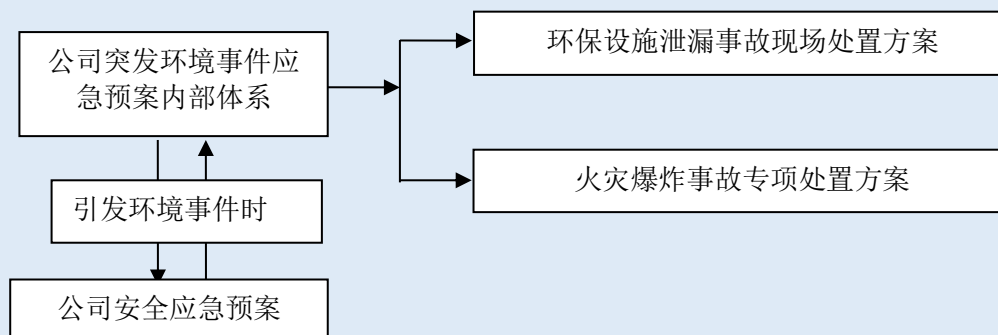 公司突发环境事件应
急预案内部体系
环保设施泄漏事故现场处置方案
火灾爆炸事故专项处置方案
引发环境事件时
公司安全应急预案